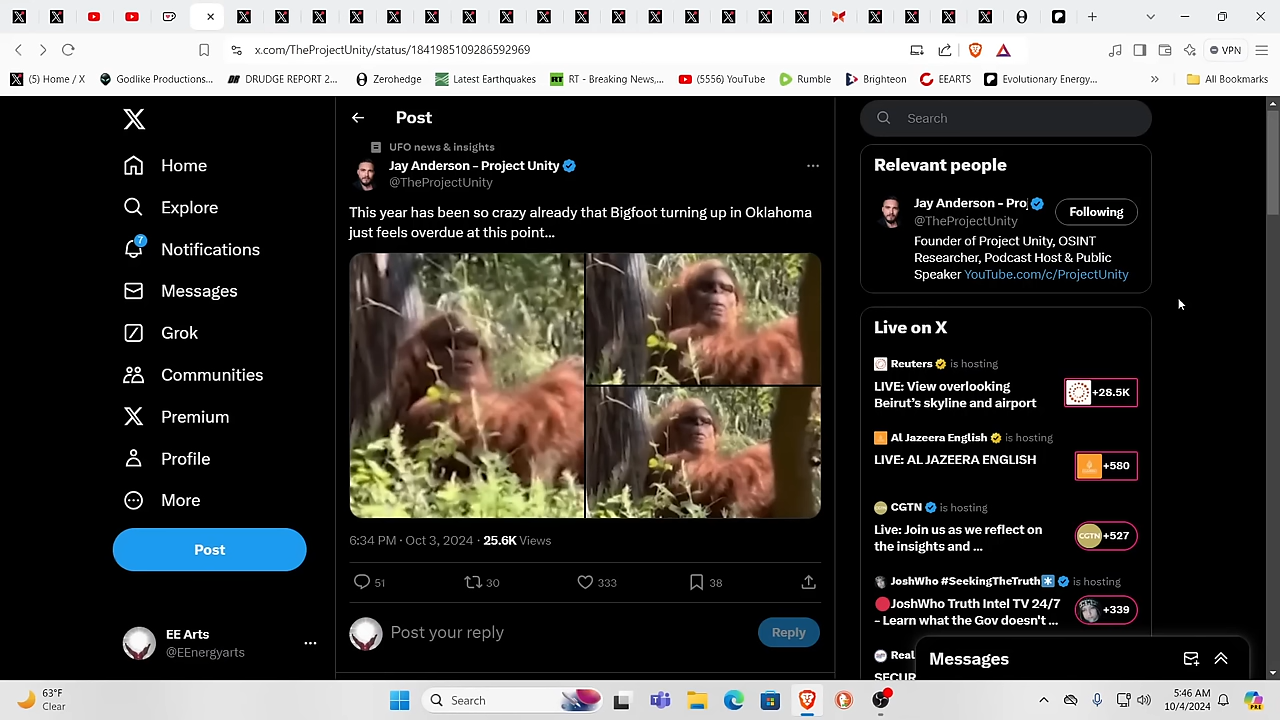 x.com/TheProjectUnity/status/1841985109286592969
VPN
(5) Home / X
Godlike Productions...
DRUDGE REPORT 2...
Zerohedge
Latest Earthquakes
RT - Breaking News,...
(5556) YouTube
Rumble
Brighteon
EEARTS
Evolutionary Energy...
All Bookmarks
Home
Explore
7
Notifications
Messages
Grok
Communities
Premium
Profile
More
Post
EE Arts
@EEnergyarts
Post
UFO news & insights
Jay Anderson - Project Unity
@TheProjectUnity
This year has been so crazy already that Bigfoot turning up in Oklahoma
just feels overdue at this point...
6:34 PM · Oct 3, 2024 · 25.6K Views
51
30
333
38
Post your reply
Reply
Search
Relevant people
Jay Anderson - Proj
@TheProjectUnity
Following
Founder of Project Unity, OSINT
Researcher, Podcast Host & Public
Speaker YouTube.com/c/ProjectUnity
Live on X
Reuters is hosting
LIVE: View overlooking
Beirut's skyline and airport
+28.5K
Al Jazeera English is hosting
LIVE: AL JAZEERA ENGLISH
+580
CGTN is hosting
Live: Join us as we reflect on
the insights and ...
CGTN +527
JoshWho #SeekingTheTruth is hosting
JoshWho Truth Intel TV 24/7
- Learn what the Gov doesn't ...
+339
Real
SECUR
Messages
63°F
Clear
Search
5:46 AM
10/4/2024
PRE